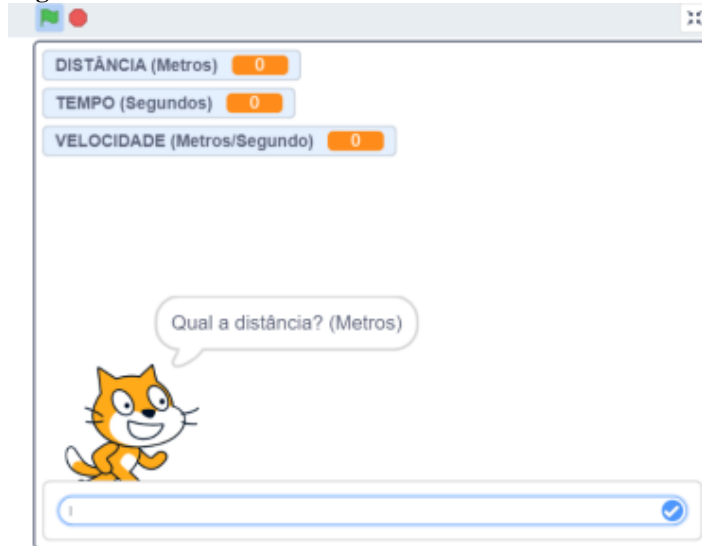 DISTÂNCIA (Metros) 0
TEMPO (Segundos) 0
VELOCIDADE (Metros/Segundo) 0
Qual a distância? (Metros)